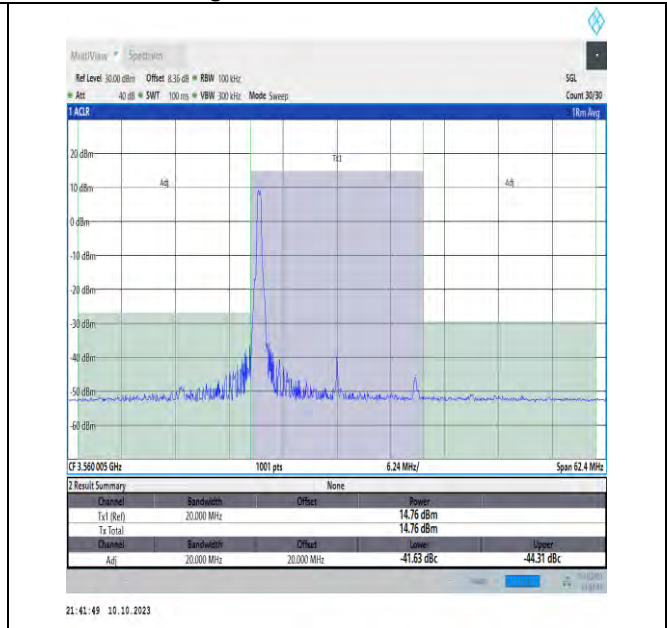 MultiView Spectrum
Ref Level 30.00 dBm Offset 8.36 dB RBW 100 kHz SGL
Att 40 dB SWT 100 ms VBW 300 kHz Mode Sweep Count 30/30
1 ACLR 1Rm Avg
20 dBm
Tx1
Adj Adj
10 dBm
0 dBm
-10 dBm
-20 dBm
-30 dBm
-40 dBm
-50 dBm
-60 dBm
CF 3.560 005 GHz 1001 pts 6.24 MHz/ Span 62.4 MHz
2 Result Summary None
Channel Bandwidth Offset Power
Tx1 (Ref) 20.000 MHz 14.76 dBm
Tx Total 14.76 dBm
Channel Bandwidth Offset Lower Upper
Adj 20.000 MHz 20.000 MHz -41.63 dBc -44.31 dBc
21:41:49 10.10.2023